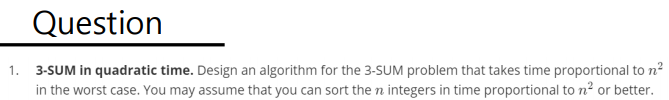 Question
1. 3-SUM in quadratic time. Design an algorithm for the 3-SUM problem that takes time proportional to n²
in the worst case. You may assume that you can sort the n integers in time proportional to n² or better.